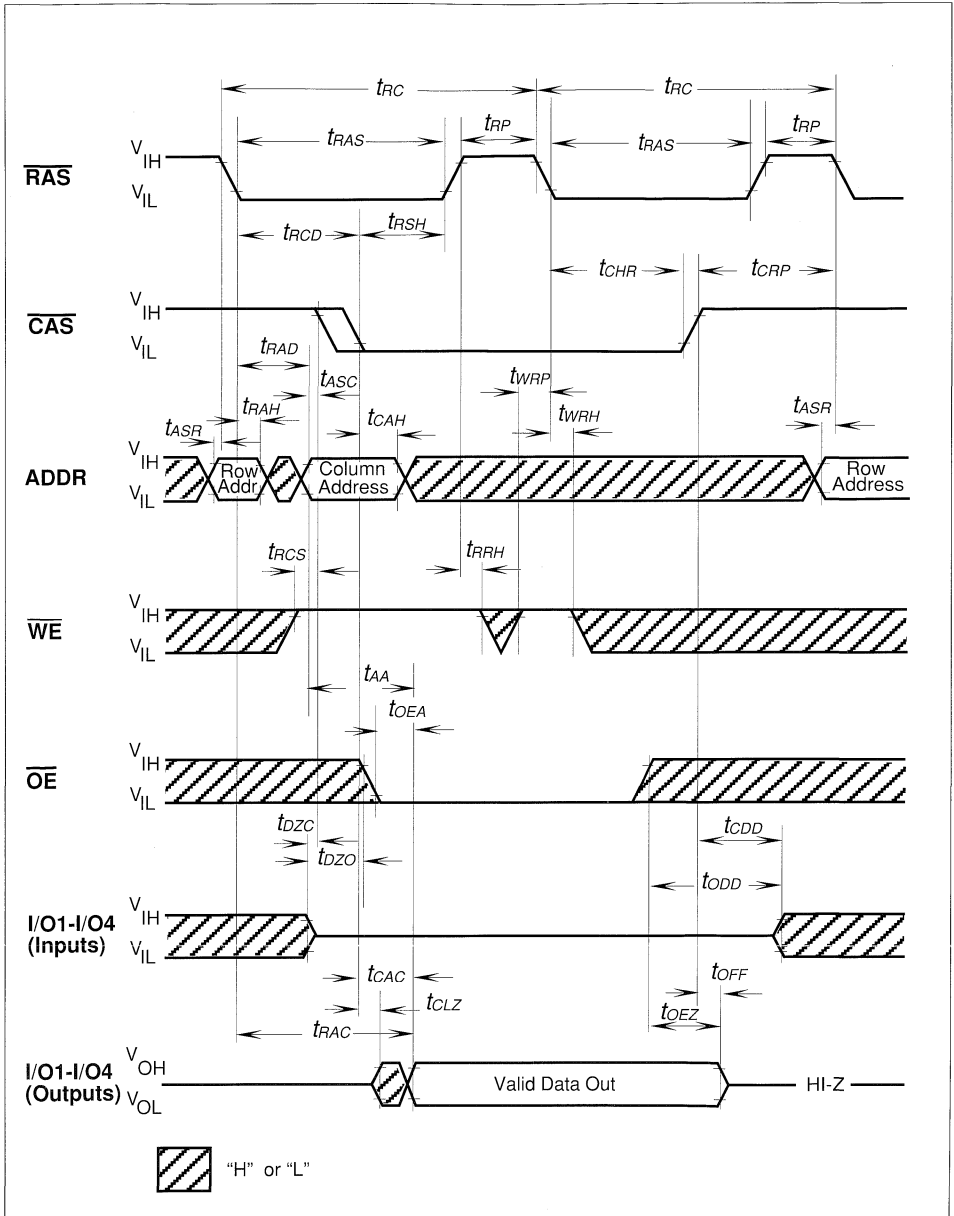 tRC tRC
tRAS tRP tRAS tRP
RAS VIH
VIL
tRCD tRSH
tCHR tCRP
CAS VIH
VIL
tRAD
tASC tWRP
tASR tRAH tCAH tWRH tASR
ADDR VIH
VIL
Row Addr Column Address Row Address
tRCS tRRH
WE VIH
VIL
tAA
tOEA
OE VIH
VIL
tDZC tCDD
tDZO tODD
I/O1-I/O4 (Inputs) VIH
VIL
tCAC tOFF
tCLZ tOEZ
tRAC
I/O1-I/O4 (Outputs) VOH
VOL
Valid Data Out HI-Z
“H” or “L”